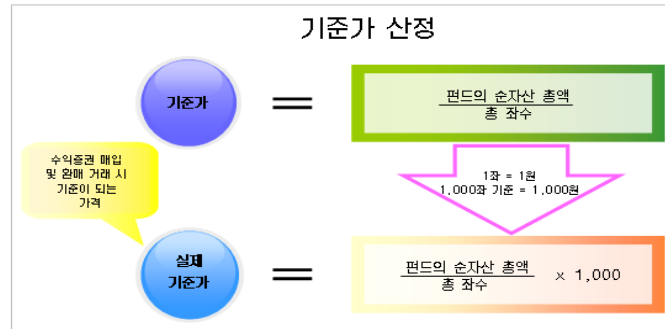 기준가 산정
기준가
=
펀드의 순자산 총액
총 좌수
수익증권 매입
및 환매 거래 시
기준이 되는
가격
1좌 = 1원
1,000좌 기준 = 1,000원
실제
기준가
=
펀드의 순자산 총액
총 좌수
x 1,000